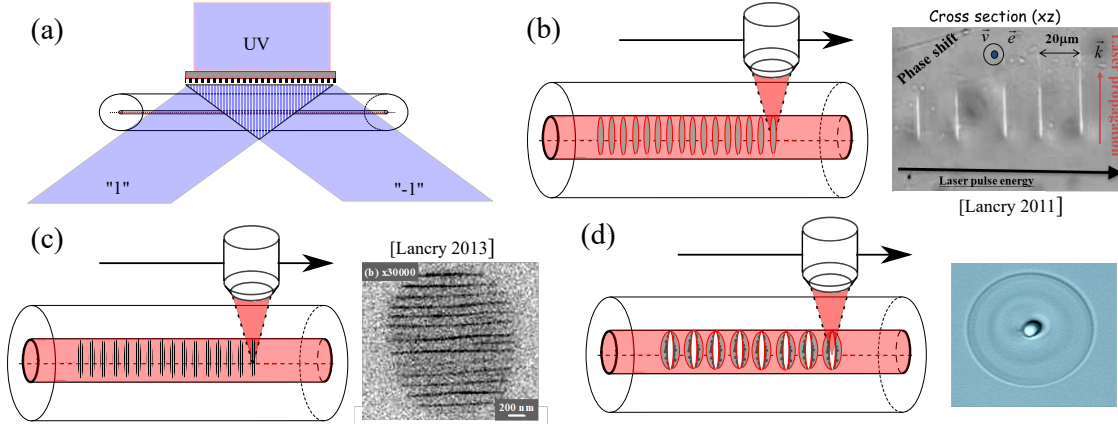 (a)
UV
"1"
"-1"
(b)
Cross section (xz)
Phase shift
v
e
20μm
k
Laser propagation
Laser pulse energy
[Lancry 2011]
(c)
[Lancry 2013]
(b) x30000
200 nm
(d)